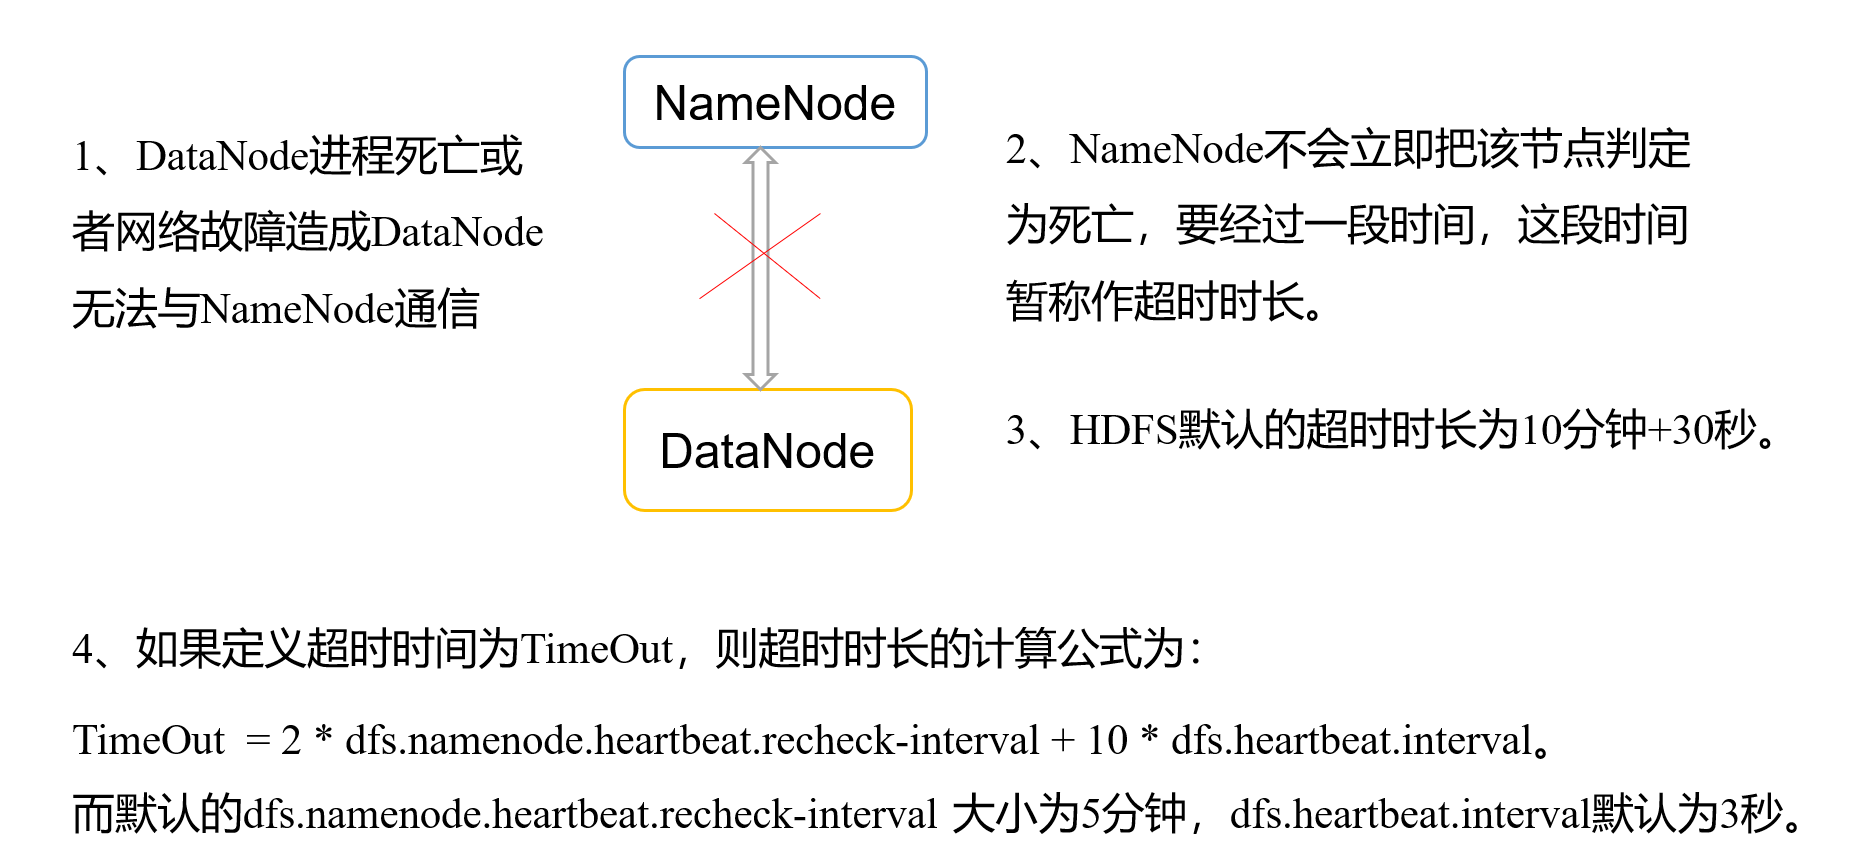 NameNode
1、DataNode进程死亡或
者网络故障造成DataNode
无法与NameNode通信
2、NameNode不会立即把该节点判定
为死亡，要经过一段时间，这段时间
暂称作超时时长。
DataNode
3、HDFS默认的超时时长为10分钟+30秒。
4、如果定义超时时间为TimeOut，则超时时长的计算公式为：
TimeOut  = 2 * dfs.namenode.heartbeat.recheck-interval + 10 * dfs.heartbeat.interval。
而默认的dfs.namenode.heartbeat.recheck-interval 大小为5分钟，dfs.heartbeat.interval默认为3秒。